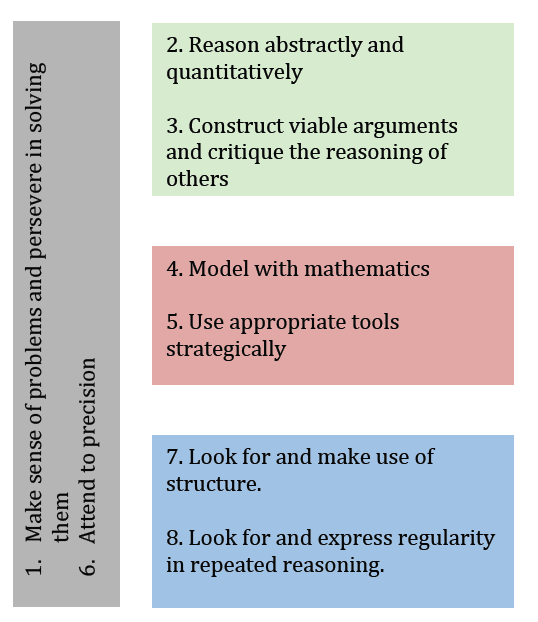 1. Make sense of problems and persevere in solving
them
6. Attend to precision
2. Reason abstractly and
quantitatively
3. Construct viable arguments
and critique the reasoning of
others
4. Model with mathematics
5. Use appropriate tools
strategically
7. Look for and make use of
structure.
8. Look for and express regularity
in repeated reasoning.